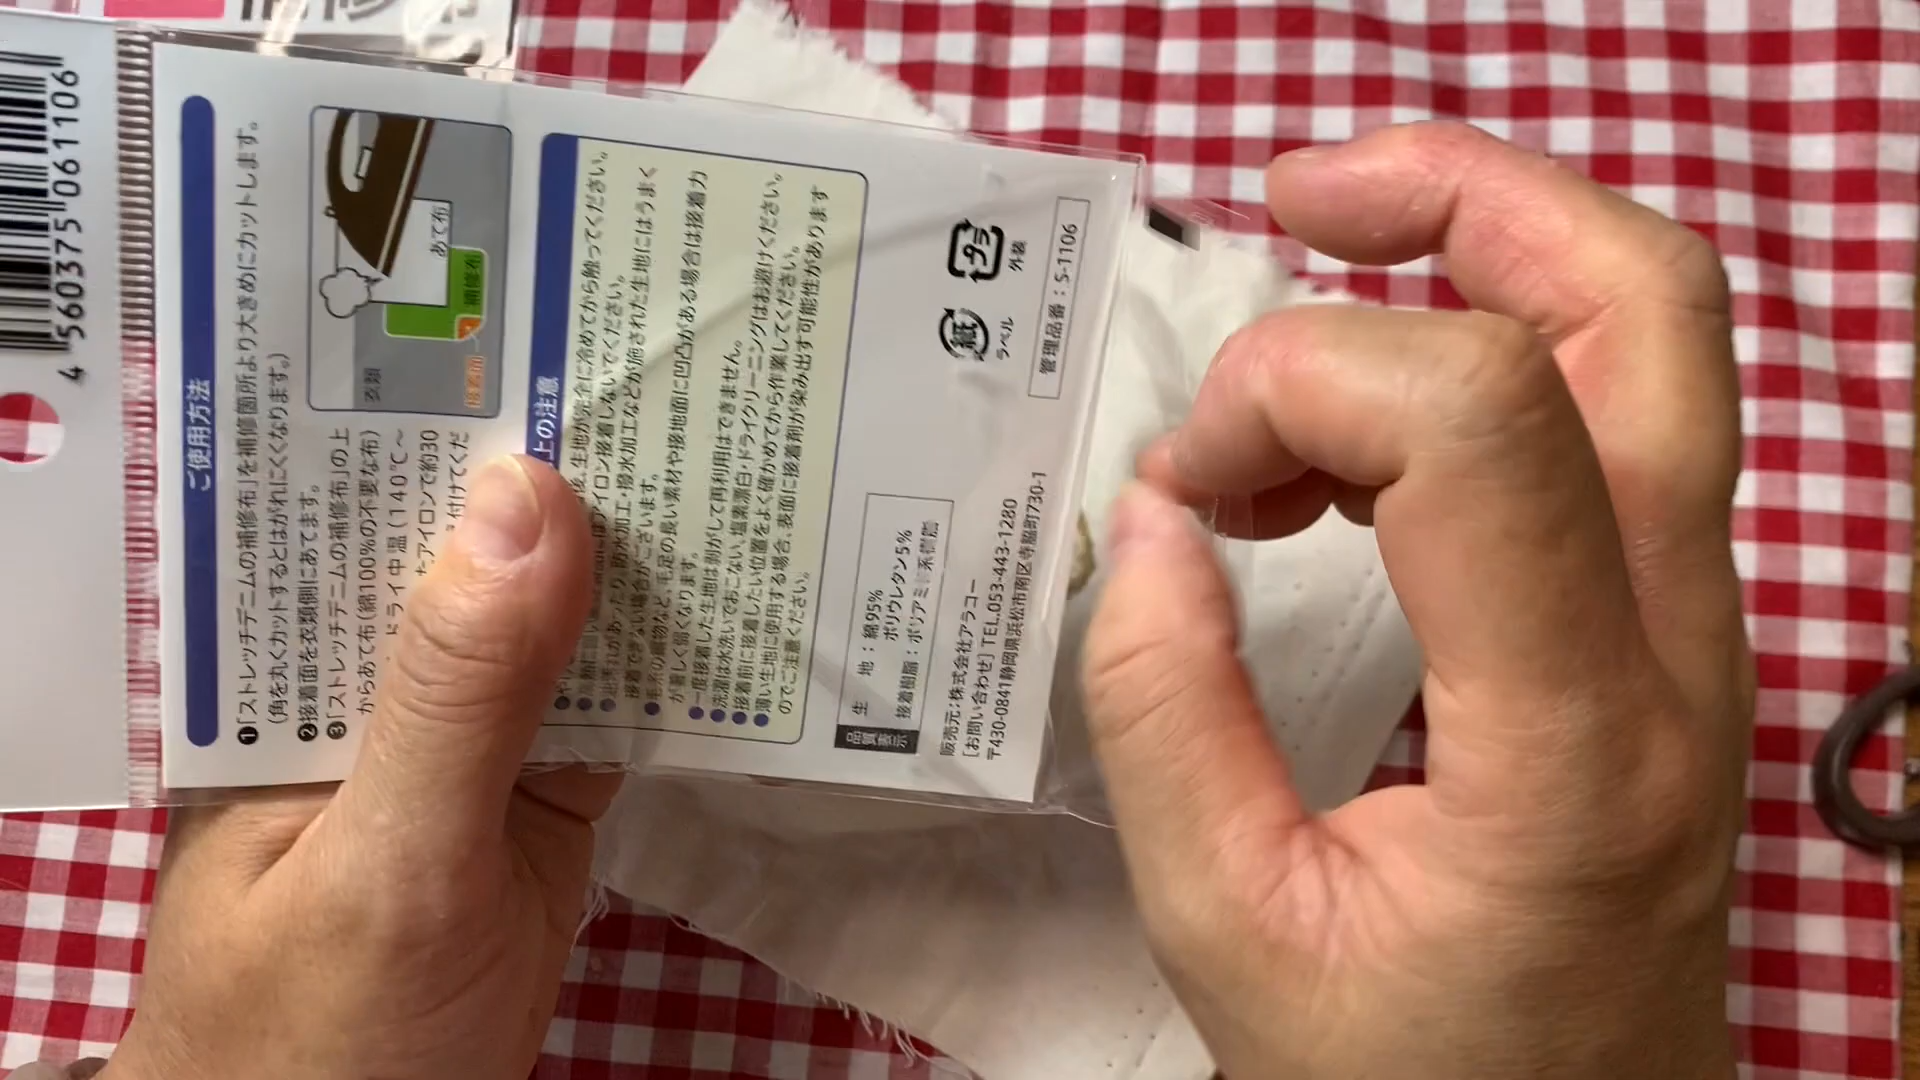 4 560375 061106
ご使用方法
❶「ストレッチデニムの補修布」を補修箇所より大きめにカットします。
(角を丸くカットするとはがれにくくなります。)
❷接着面を衣類側にあてます。
❸「ストレッチデニムの補修布」の上
からあて布(綿100%の不要な布)
ドライ中温(140℃〜
たアイロンで約30
付けてくだ
あて布
補修布
衣類
接着面
上の注意
後、生地が完全に冷めてから触ってください。
はアイロン接着しないでください。
防水加工・撥水加工などが施された生地にはうまく
接着できない場合がございます。
●毛糸の編物など、毛足の長い素材や接地面に凹凸がある場合は接着力
が著しく弱くなります。
●一度接着した生地は剥がして再利用はできません。
●洗濯は水洗いでおこない、塩素漂白・ドライクリーニングはお避けください。
●接着前に接着したい位置をよく確かめてから作業してください。
●薄い生地に使用する場合、表面に接着剤が染み出す可能性があります
のでご注意ください。
品質表示
生 地:綿95%
ポリウレタン5%
接着樹脂:ポリアミド系樹脂
プラ
外装
紙
ラベル
販売元:株式会社アラコー
[お問い合わせ] TEL.053-443-1280
〒430-0841静岡県浜松市南区寺脇町730-1
管理品番:S-1106